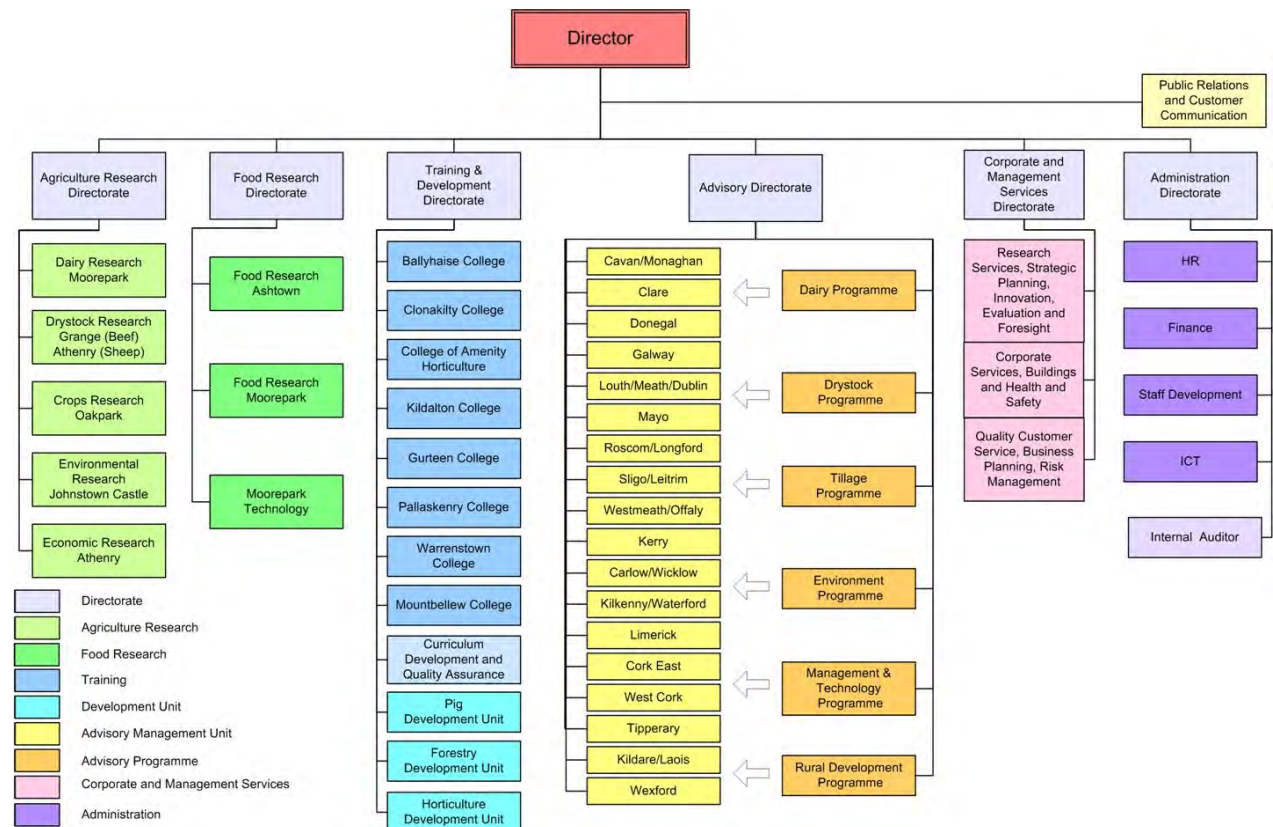 Director
Public Relations
and Customer
Communication
Agriculture Research
Directorate
Food Research
Directorate
Training &
Development
Directorate
Advisory Directorate
Corporate and
Management
Services
Directorate
Administration
Directorate
Dairy Research
Moorepark
Drystock Research
Grange (Beef)
Athenry (Sheep)
Crops Research
Oakpark
Environmental
Research
Johnstown Castle
Economic Research
Athenry
Food Research
Ashtown
Food Research
Moorepark
Moorepark
Technology
Ballyhaise College
Clonakilty College
College of Amenity
Horticulture
Kildalton College
Gurteen College
Pallaskenry College
Warrenstown
College
Mountbellew College
Curriculum
Development and
Quality Assurance
Pig
Development Unit
Forestry
Development Unit
Horticulture
Development Unit
Cavan/Monaghan
Clare
Donegal
Galway
Louth/Meath/Dublin
Mayo
Roscom/Longford
Sligo/Leitrim
Westmeath/Offaly
Kerry
Carlow/Wicklow
Kilkenny/Waterford
Limerick
Cork East
West Cork
Tipperary
Kildare/Laois
Wexford
Dairy Programme
Drystock
Programme
Tillage
Programme
Environment
Programme
Management &
Technology
Programme
Rural Development
Programme
Research
Services, Strategic
Planning,
Innovation,
Evaluation and
Foresight
Corporate
Services, Buildings
and Health and
Safety
Quality Customer
Service, Business
Planning, Risk
Management
HR
Finance
Staff Development
ICT
Internal Auditor
Directorate
Agriculture Research
Food Research
Training
Development Unit
Advisory Management Unit
Advisory Programme
Corporate and Management Services
Administration